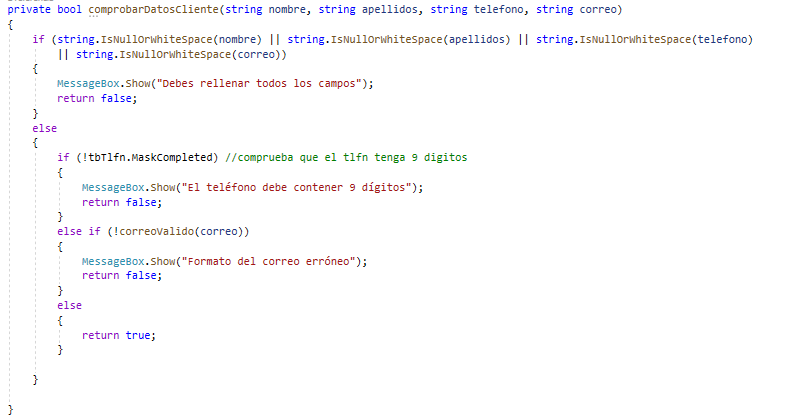 private bool comprobarDatosCliente(string nombre, string apellidos, string telefono, string correo)
{
if (string.IsNullOrWhiteSpace(nombre) || string.IsNullOrWhiteSpace(apellidos) || string.IsNullOrWhiteSpace(telefono)
|| string.IsNullOrWhiteSpace(correo))
{
MessageBox.Show("Debes rellenar todos los campos");
return false;
}
else
{
if (!tbTlfn.MaskCompleted) //comprueba que el tlfn tenga 9 digitos
{
MessageBox.Show("El teléfono debe contener 9 dígitos");
return false;
}
else if (!correoValido(correo))
{
MessageBox.Show("Formato del correo erróneo");
return false;
}
else
{
return true;
}
}
}